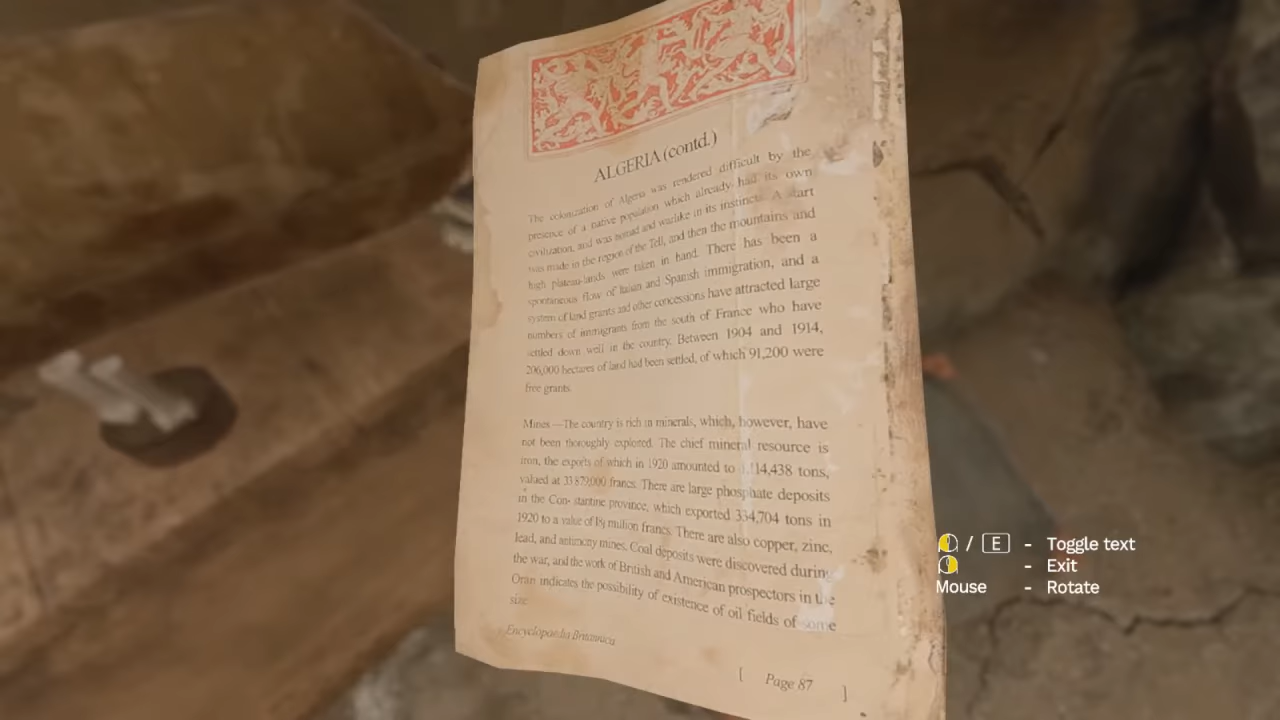 ALGERIA (contd.)
The colonization of Algeria was rendered difficult by the
presence of a native population which already had its own
civilization, and was nomad and warlike in its instincts. A start
was made in the region of the Tell, and then the mountains and
high plateau-lands were taken in hand. There has been a
spontaneous flow of Italian and Spanish immigration, and a
system of land grants and other concessions have attracted large
numbers of immigrants from the south of France who have
settled down well in the country. Between 1904 and 1914,
206,000 hectares of land had been settled, of which 91,200 were
free grants.
Mines —The country is rich in minerals, which, however, have
not been thoroughly explored. The chief mineral resource is
iron, the exports of which in 1920 amounted to 1,114,438 tons,
valued at 33 879,000 francs. There are large phosphate deposits
in the Con- stantine province, which exported 334,704 tons in
1920 to a value of million francs. There are also copper, zinc,
lead, and antimony mines. Coal deposits were discovered during
the war, and the work of British and American prospectors in the
Oran indicates the possibility of existence of oil fields of some
size.
Encyclopaedia Britannica
[ Page 87 ]
/ E - Toggle text
- Exit
Mouse - Rotate